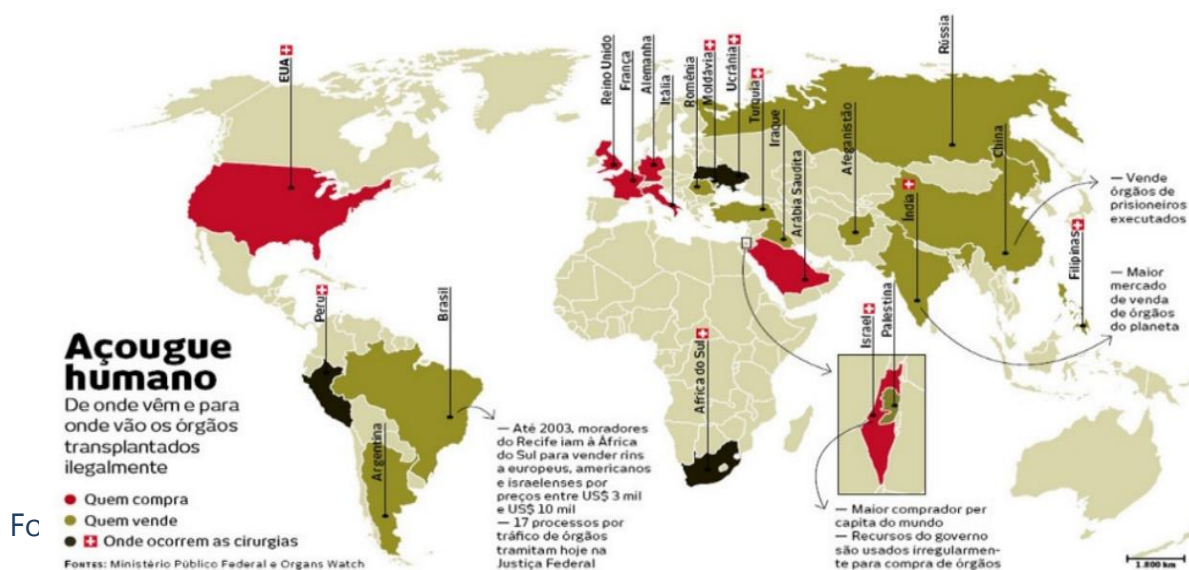 EUA
Reino Unido
França
Alemanha
Itália
Romênia
Moldávia
Ucrânia
Turquia
Iraque
Arábia Saudita
Afeganistão
Rússia
China
Índia
Filipinas
— Vende
órgãos de
prisioneiros
executados
— Maior
mercado
de venda
de órgãos
do planeta
Peru
Brasil
Argentina
África do Sul
Israel
Palestina
Açougue
humano
De onde vêm e para
onde vão os órgãos
transplantados
ilegalmente
Quem compra
Quem vende
Onde ocorrem as cirurgias
Fo
FONTES: Ministério Público Federal e Organs Watch
— Até 2003, moradores
do Recife iam à África
do Sul para vender rins
a europeus, americanos
e israelenses por
preços entre US$ 3 mil
e US$ 10 mil
— 17 processos por
tráfico de órgãos
tramitam hoje na
Justiça Federal
— Maior comprador per
capita do mundo
— Recursos do governo
são usados irregularmen-
te para compra de órgãos
1.800 km